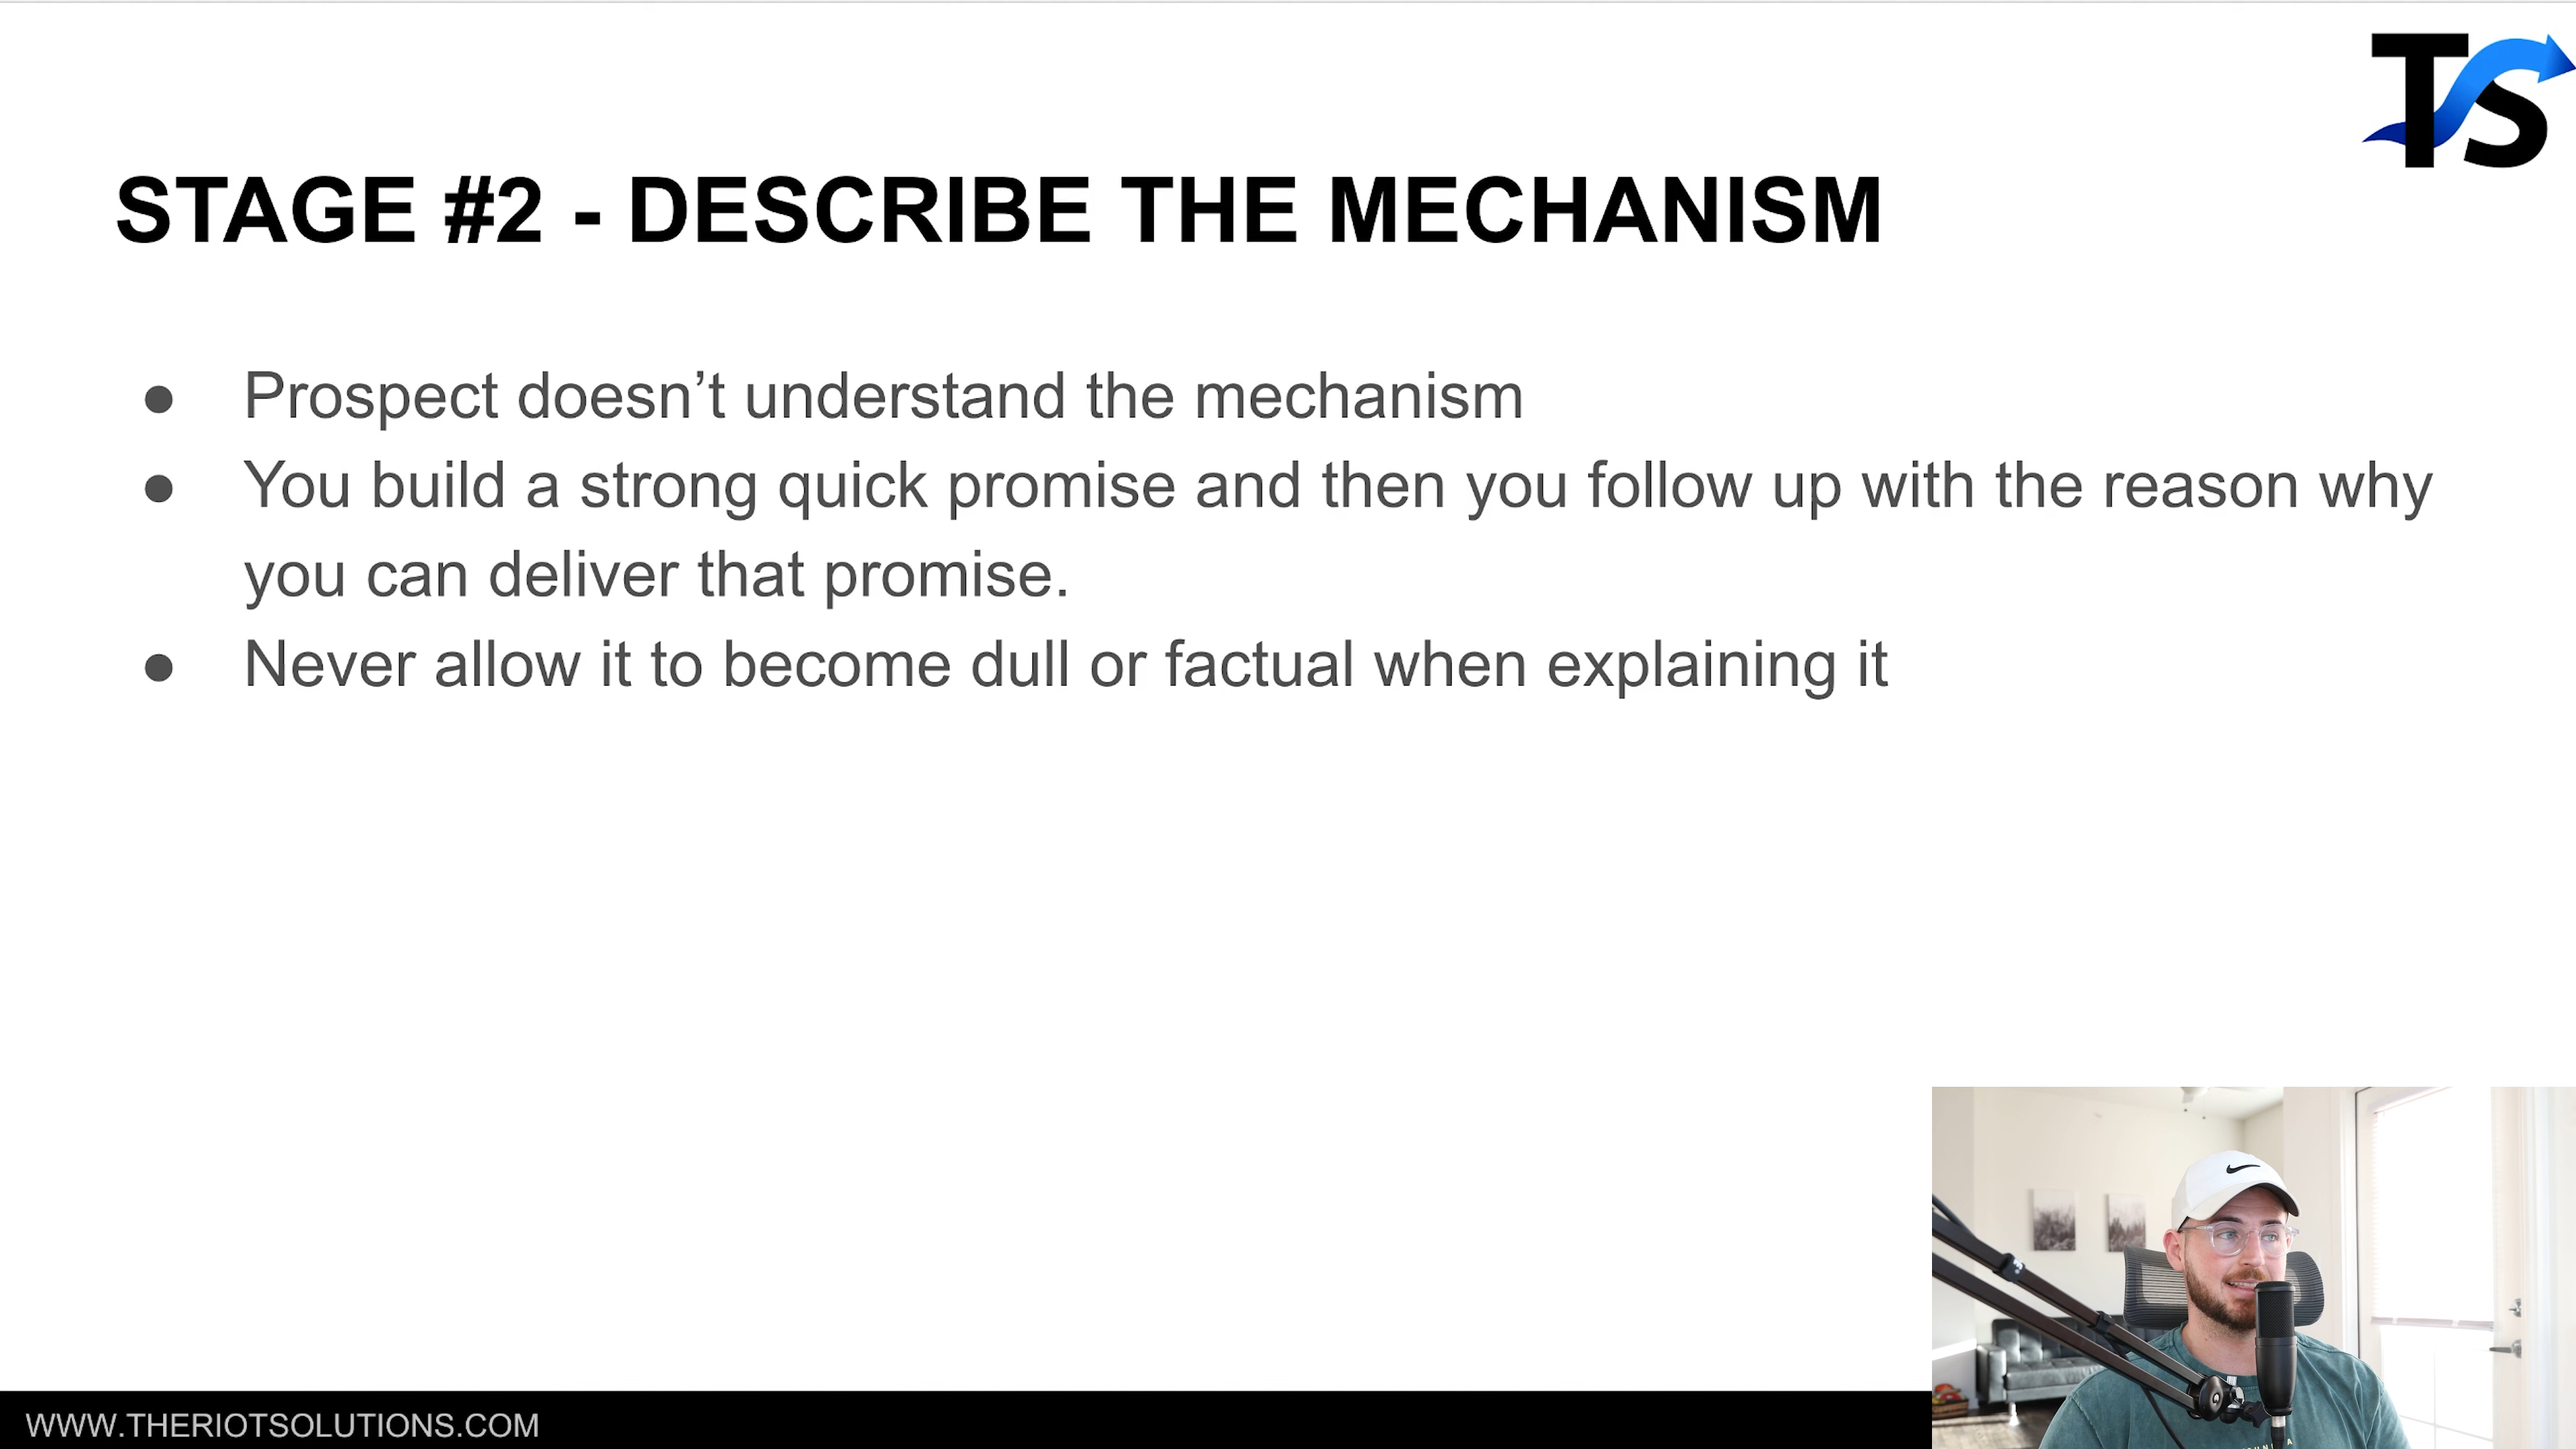 TS
STAGE #2 - DESCRIBE THE MECHANISM
● Prospect doesn’t understand the mechanism
● You build a strong quick promise and then you follow up with the reason why
you can deliver that promise.
● Never allow it to become dull or factual when explaining it
WWW.THERIOTSOLUTIONS.COM